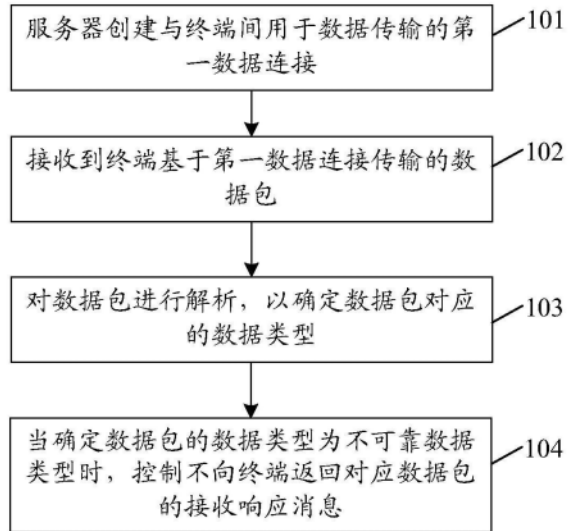 服务器创建与终端间用于数据传输的第
一数据连接
101
接收到终端基于第一数据连接传输的数
据包
102
对数据包进行解析，以确定数据包对应
的数据类型
103
当确定数据包的数据类型为不可靠数据
类型时，控制不向终端返回对应数据包
的接收响应消息
104